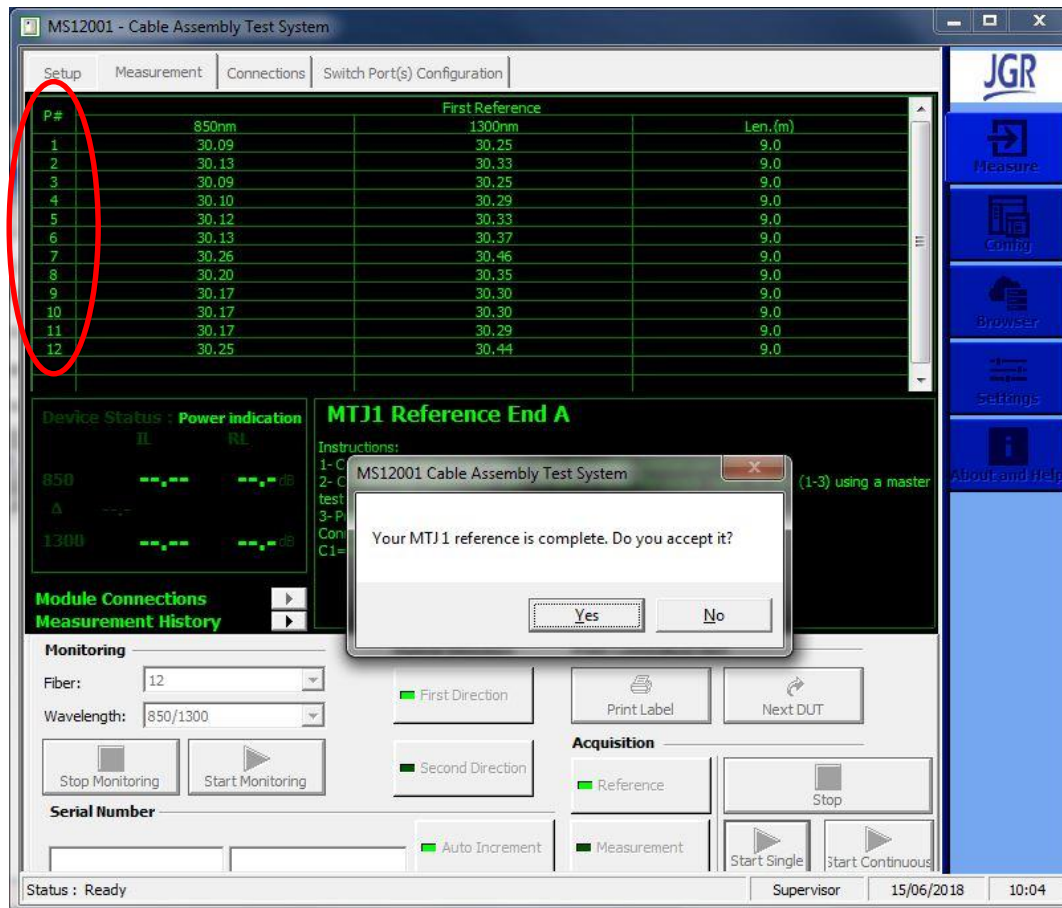 MS12001 - Cable Assembly Test System
JGR
Setup Measurement Connections Switch Port(s) Configuration
P# First Reference
850nm 1300nm Len.(m)
1 30.09 30.25 9.0
2 30.13 30.33 9.0
3 30.09 30.25 9.0
4 30.10 30.29 9.0
5 30.12 30.33 9.0
6 30.13 30.37 9.0
7 30.26 30.46 9.0
8 30.20 30.35 9.0
9 30.17 30.30 9.0
10 30.17 30.30 9.0
11 30.17 30.29 9.0
12 30.25 30.44 9.0
Measure
Config
Browser
Settings
About and Help
Device Status : Power indication
IL RL
850 --.-- --.- dB
Δ --.-
1300 --.-- --.- dB
Module Connections
Measurement History
MTJ1 Reference End A
Instructions:
1- C
2- C (1-3) using a master
test
3- P
Con
C1=
MS12001 Cable Assembly Test System
Your MTJ1 reference is complete. Do you accept it?
Yes No
Monitoring
Fiber: 12
Wavelength: 850/1300
Stop Monitoring Start Monitoring
First Direction
Second Direction
Print Label Next DUT
Acquisition
Reference
Stop
Serial Number
Auto Increment
Measurement
Start Single Start Continuous
Status : Ready Supervisor 15/06/2018 10:04